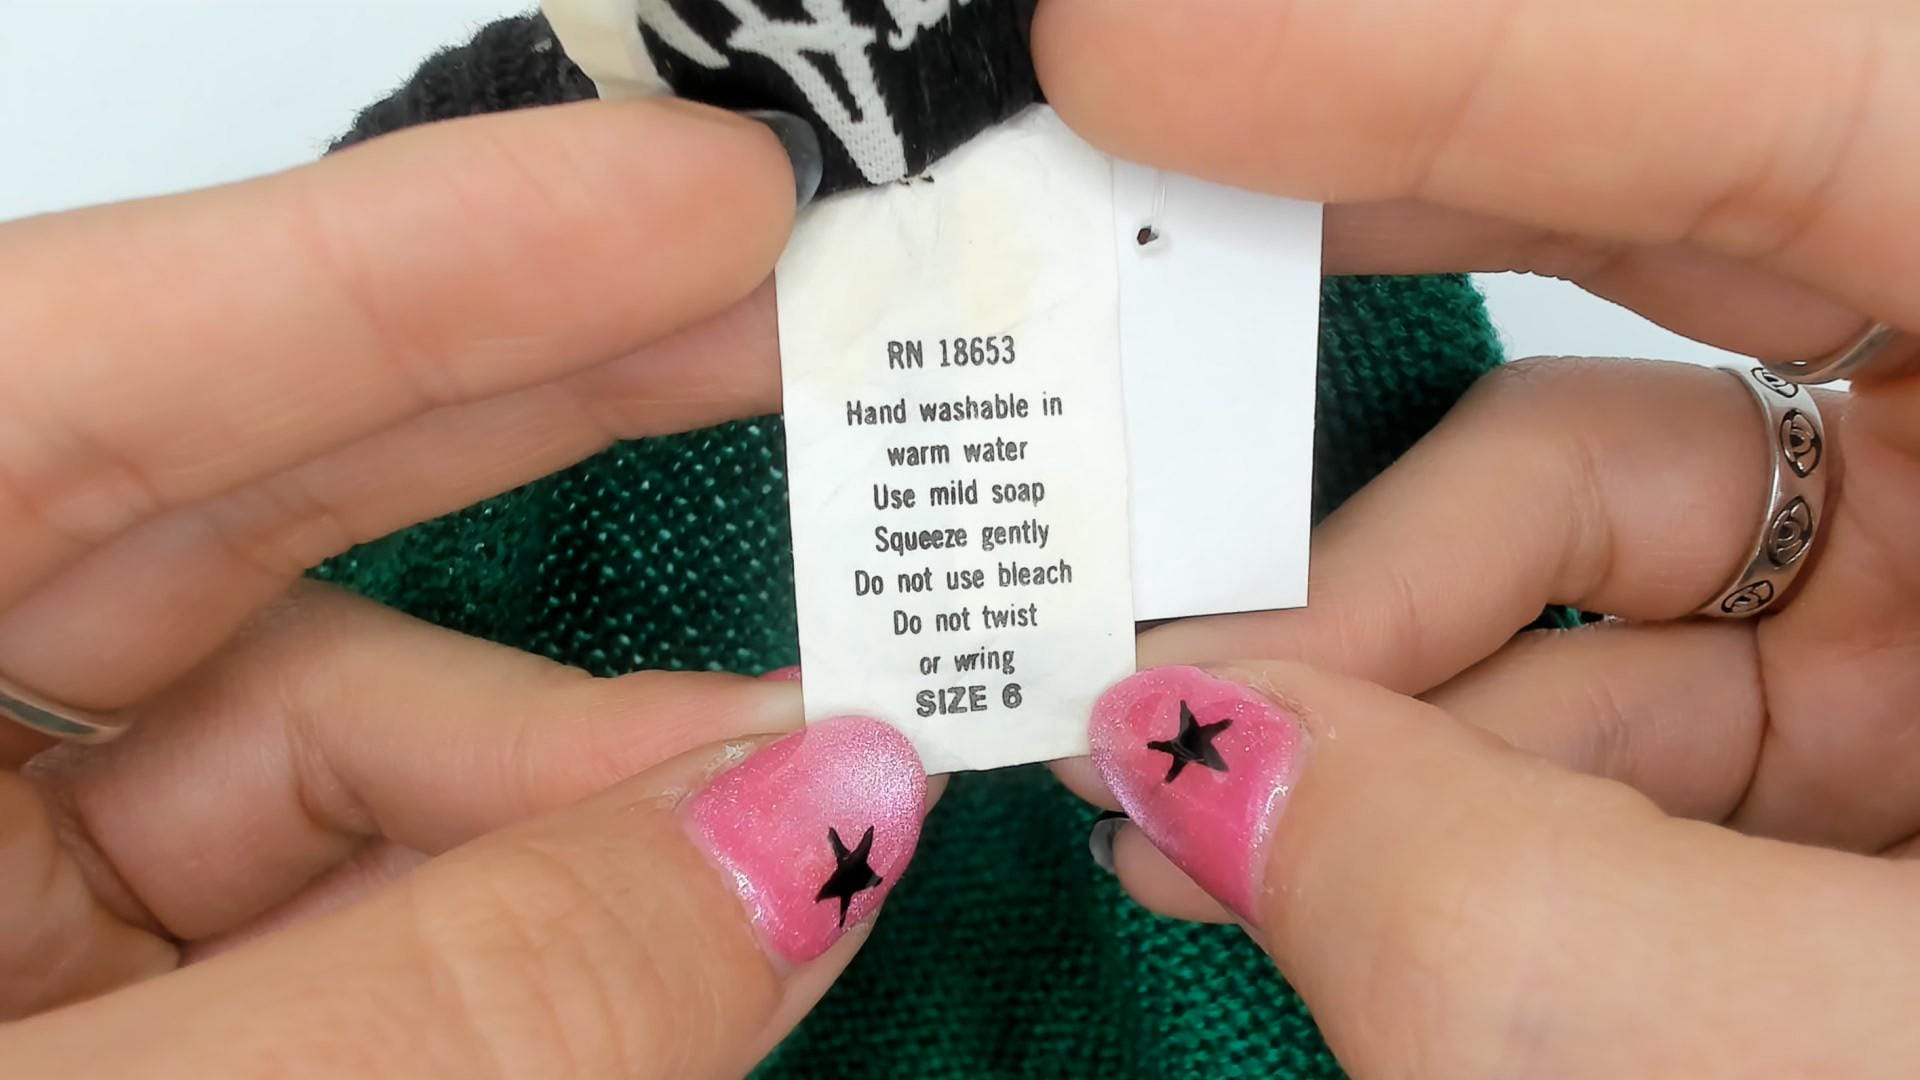 RN 18653
Hand washable in
warm water
Use mild soap
Squeeze gently
Do not use bleach
Do not twist
or wring
SIZE 6